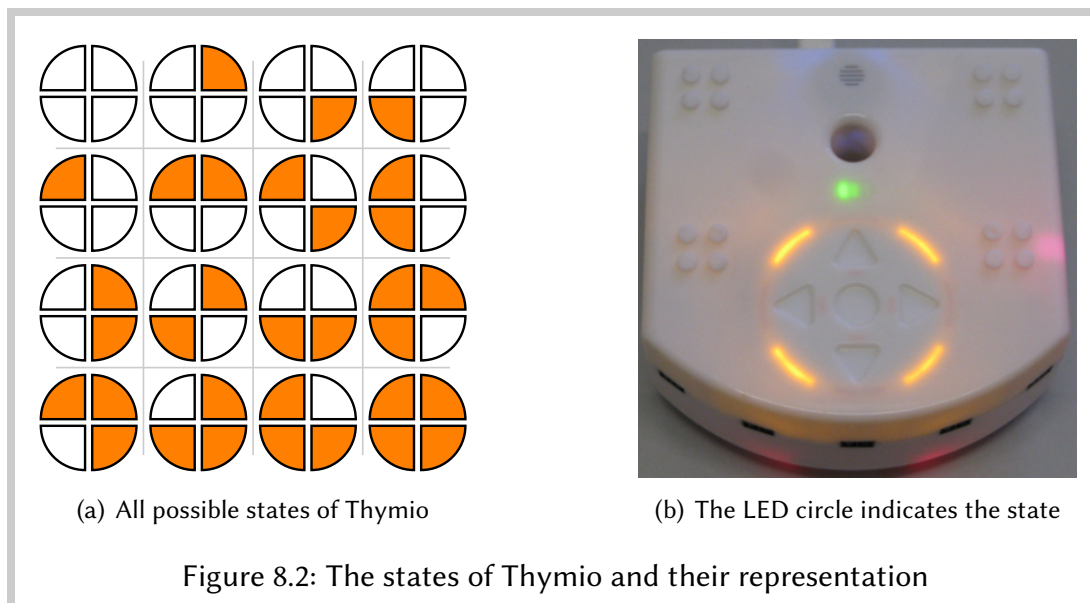 (a) All possible states of Thymio
(b) The LED circle indicates the state
Figure 8.2: The states of Thymio and their representation